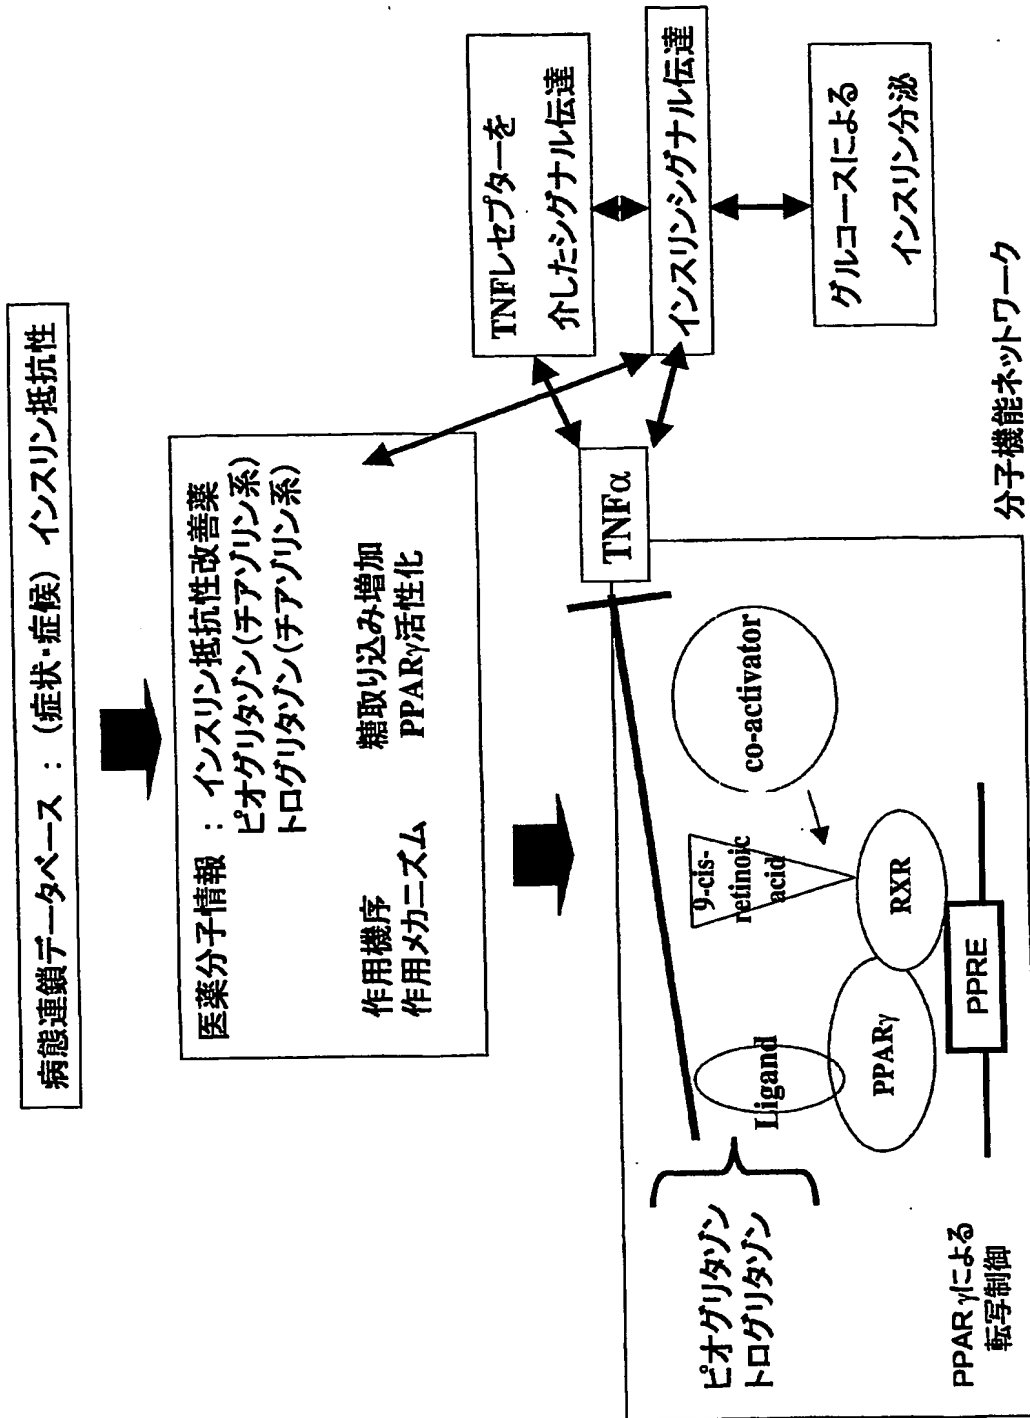 病態連鎖データベース : (症状・症候) インスリン抵抗性
医薬分子情報 : インスリン抵抗性改善薬
ピオグリタゾン(チアゾリン系)
トログリタゾン(チアゾリン系)
作用機序 糖取り込み増加
作用メカニズム PPARγ活性化
TNFレセプターを
介したシグナル伝達
インスリンシグナル伝達
グルコースによる
インスリン分泌
TNFα
分子機能ネットワーク
ピオグリタゾン
トログリタゾン
Ligand
9-cis-
retinoic
acid
co-activator
PPARγ
RXR
PPRE
PPARγによる
転写制御